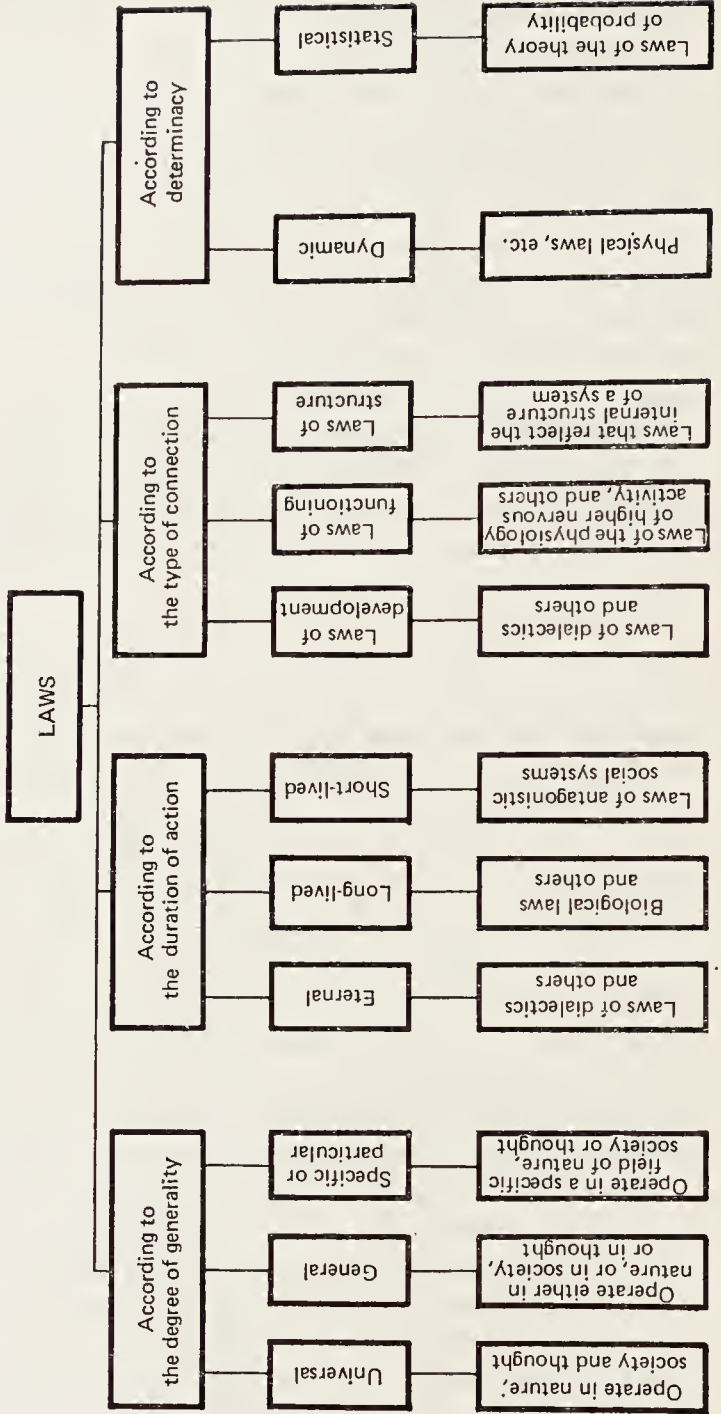 LAWS
According to
the degree of generality
According to
the duration of action
According to
the type of connection
According to
determinacy
Universal
General
Specific or
particular
Eternal
Long-lived
Short-lived
Laws of
development
Laws of
functioning
Laws of
structure
Dynamic
Statistical
Operate in nature,
society and thought
Operate either in
nature, or in society,
or in thought
Operate in a specific
field of nature,
society or thought
Laws of dialectics
and others
Biological laws
and others
Laws of antagonistic
social systems
Laws of dialectics
and others
Laws of the physiology
of higher nervous
activity, and others
Laws that reflect the
internal structure
of a system
Physical laws, etc.
Laws of the theory
of probability